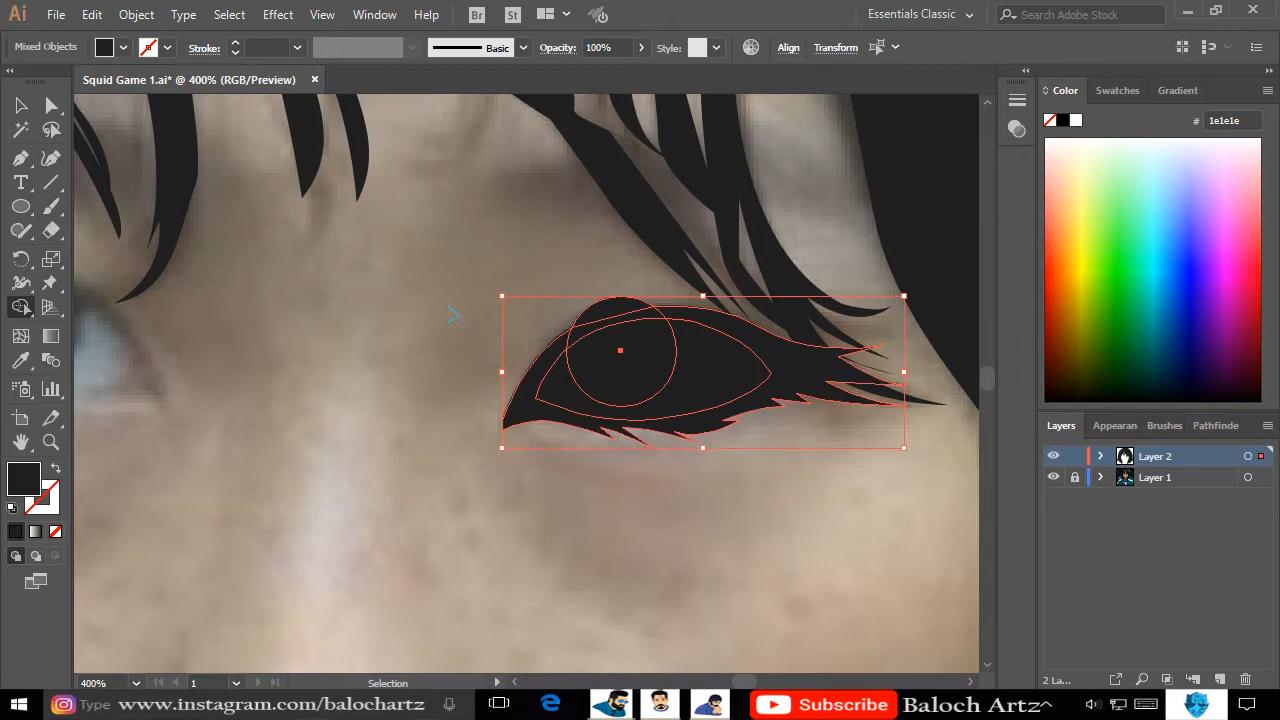 Ai File Edit Object Type Select Effect View Window Help Br St Essentials Classic Search Adobe Stock
Mixed Objects Stroke: Basic Opacity: 100% Style: Align Transform
Squid Game 1.ai* @ 400% (RGB/Preview) ×
Color Swatches Gradient
# 1e1e1e
Layers Appearan Brushes Pathfinde
Layer 2
Layer 1
2 La...
400% 1 Selection
Type www.instagram.com/balochartz Subscribe Baloch Artz